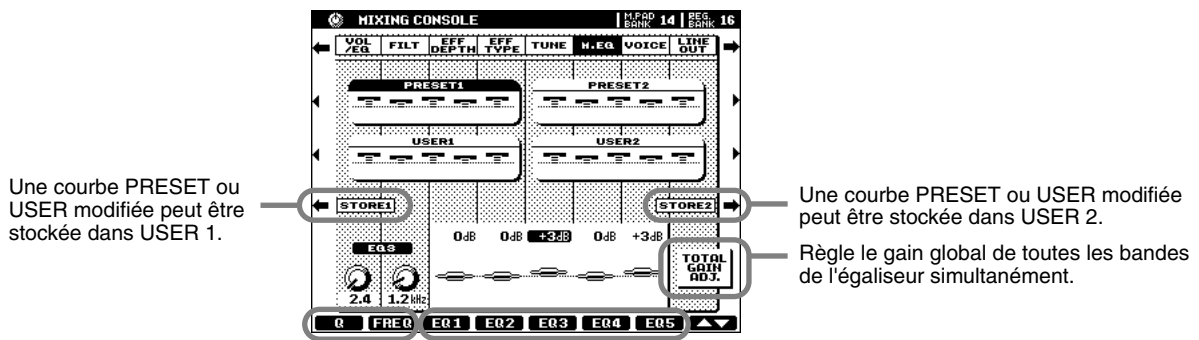 MIXING CONSOLE M.PAD BANK 14 REG. BANK 16
VOL /EQ FILT EFF DEPTH EFF TYPE TUNE M.EQ VOICE LINE OUT
PRESET1 PRESET2
USER1 USER2
Une courbe PRESET ou
USER modifiée peut être
stockée dans USER 1.
STORE1 STORE2
Une courbe PRESET ou USER modifiée
peut être stockée dans USER 2.
0dB 0dB +3dB 0dB +3dB
EQ3
TOTAL
GAIN
ADJ.
Règle le gain global de toutes les bandes
de l'égaliseur simultanément.
2.4 1.2 kHz
Q FREQ EQ1 EQ2 EQ3 EQ4 EQ5